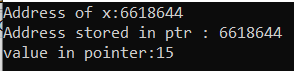 Address of x:6618644
Address stored in ptr : 6618644
value in pointer:15